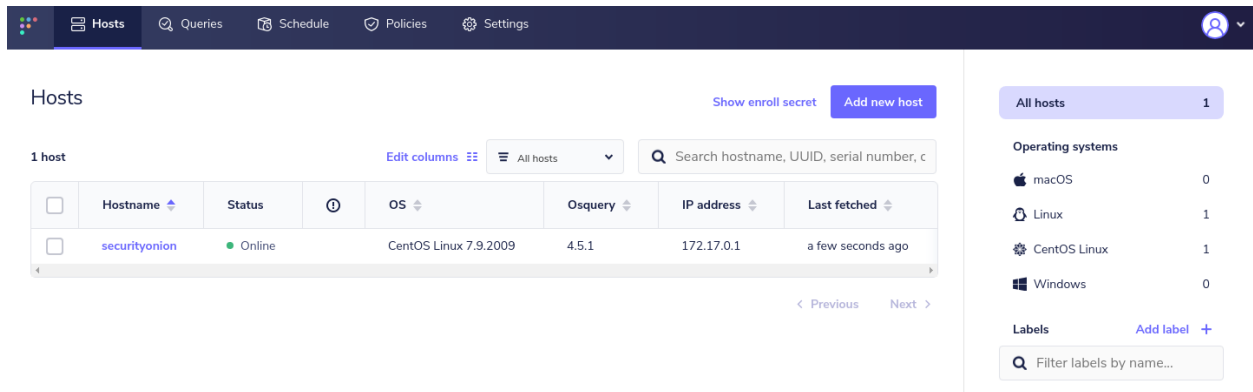 Hosts Queries Schedule Policies Settings
Hosts
Show enroll secret Add new host
1 host
Edit columns All hosts Search hostname, UUID, serial number, c
Hostname Status OS Osquery IP address Last fetched
securityonion Online CentOS Linux 7.9.2009 4.5.1 172.17.0.1 a few seconds ago
Previous Next
All hosts 1
Operating systems
macOS 0
Linux 1
CentOS Linux 1
Windows 0
Labels Add label +
Filter labels by name...